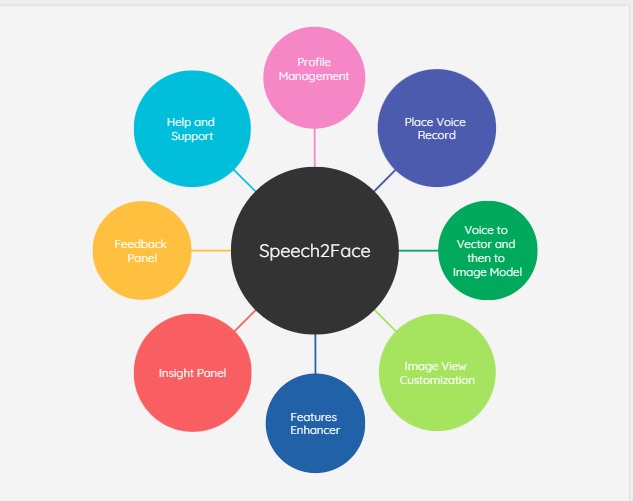 Profile
Management
Place Voice
Record
Voice to
Vector and
then to
Image Model
Image View
Customization
Features
Enhancer
Insight Panel
Feedback
Panel
Help and
Support
Speech2Face